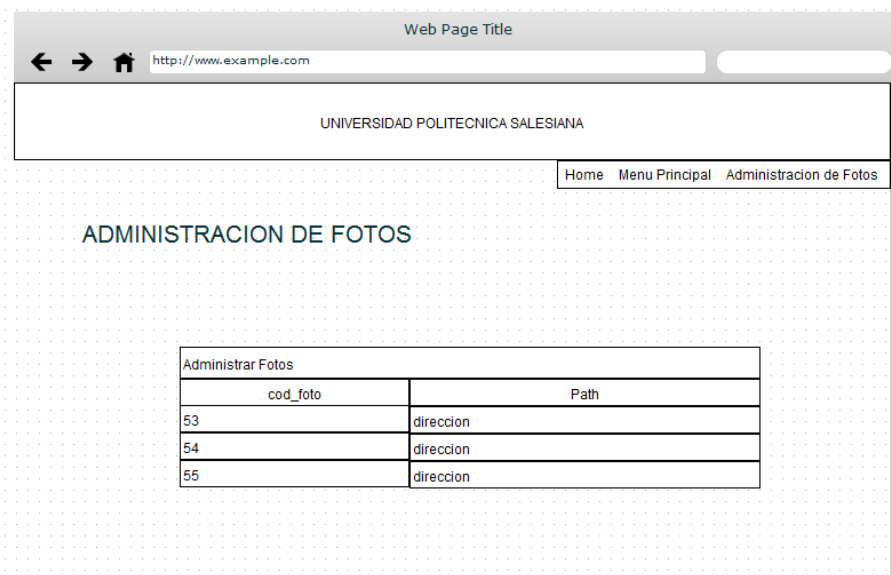 Web Page Title
http://www.example.com
UNIVERSIDAD POLITECNICA SALESIANA
Home Menu Principal Administracion de Fotos
ADMINISTRACION DE FOTOS
Administrar Fotos
cod_foto Path
53 direccion
54 direccion
55 direccion